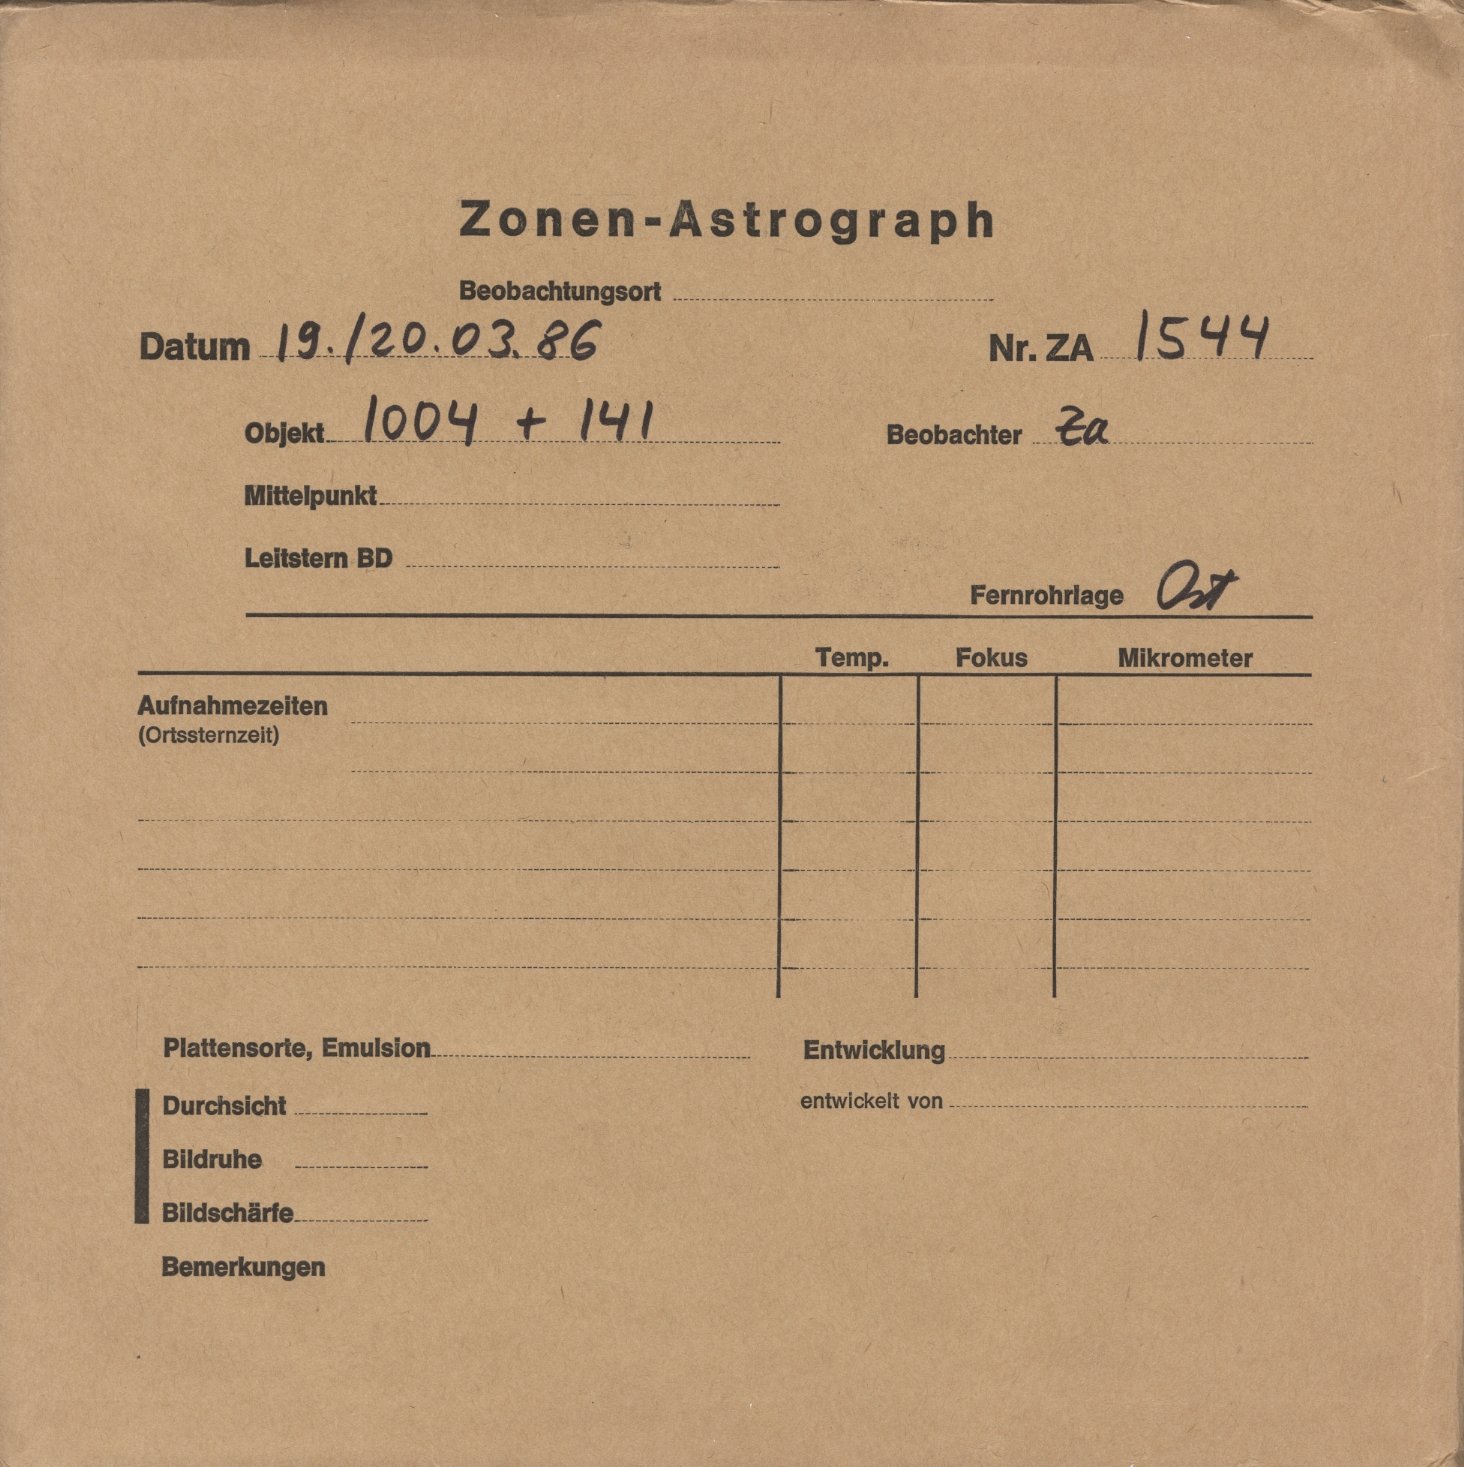 Zonen-Astrograph
Beobachtungsort
Datum 19./20.03.86 Nr. ZA 1544
Objekt 1004 + 141 Beobachter Za
Mittelpunkt
Leitstern BD
Fernrohrlage Ost
Temp. Fokus Mikrometer
Aufnahmezeiten
(Ortssternzeit)
Plattensorte, Emulsion Entwicklung
Durchsicht entwickelt von
Bildruhe
Bildschärfe
Bemerkungen